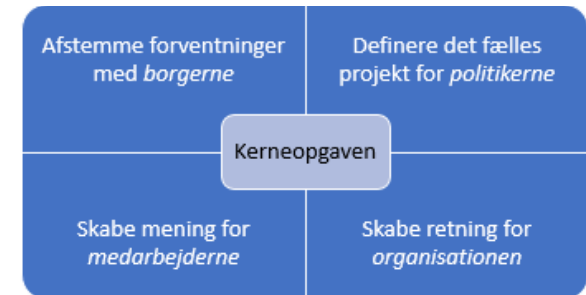 Afstemme forventninger
med borgerne
Definere det fælles
projekt for politikerne
Kerneopgaven
Skabe mening for
medarbejderne
Skabe retning for
organisationen